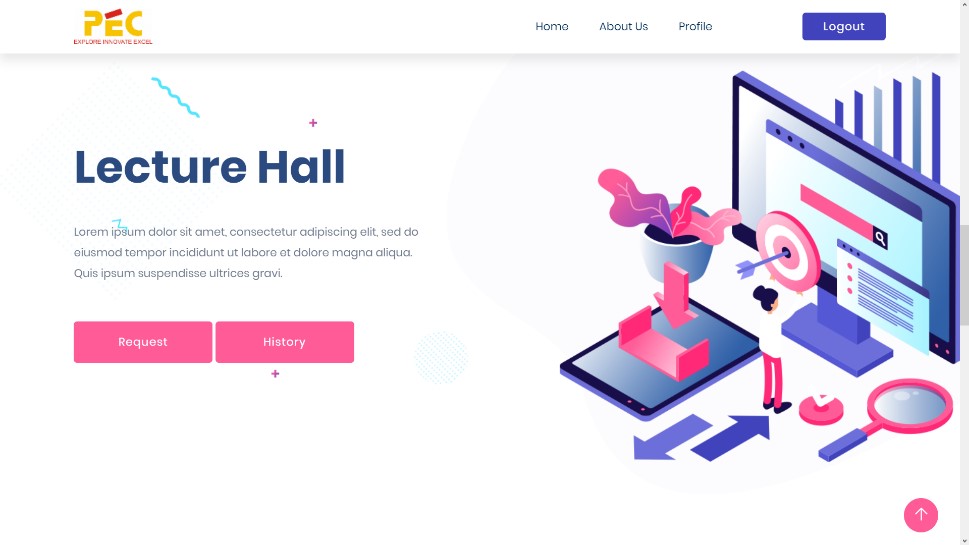 PEC
EXPLORE INNOVATE EXCEL
Home About Us Profile Logout
Lecture Hall
Lorem ipsum dolor sit amet, consectetur adipiscing elit, sed do
eiusmod tempor incididunt ut labore et dolore magna aliqua.
Quis ipsum suspendisse ultrices gravi.
Request History